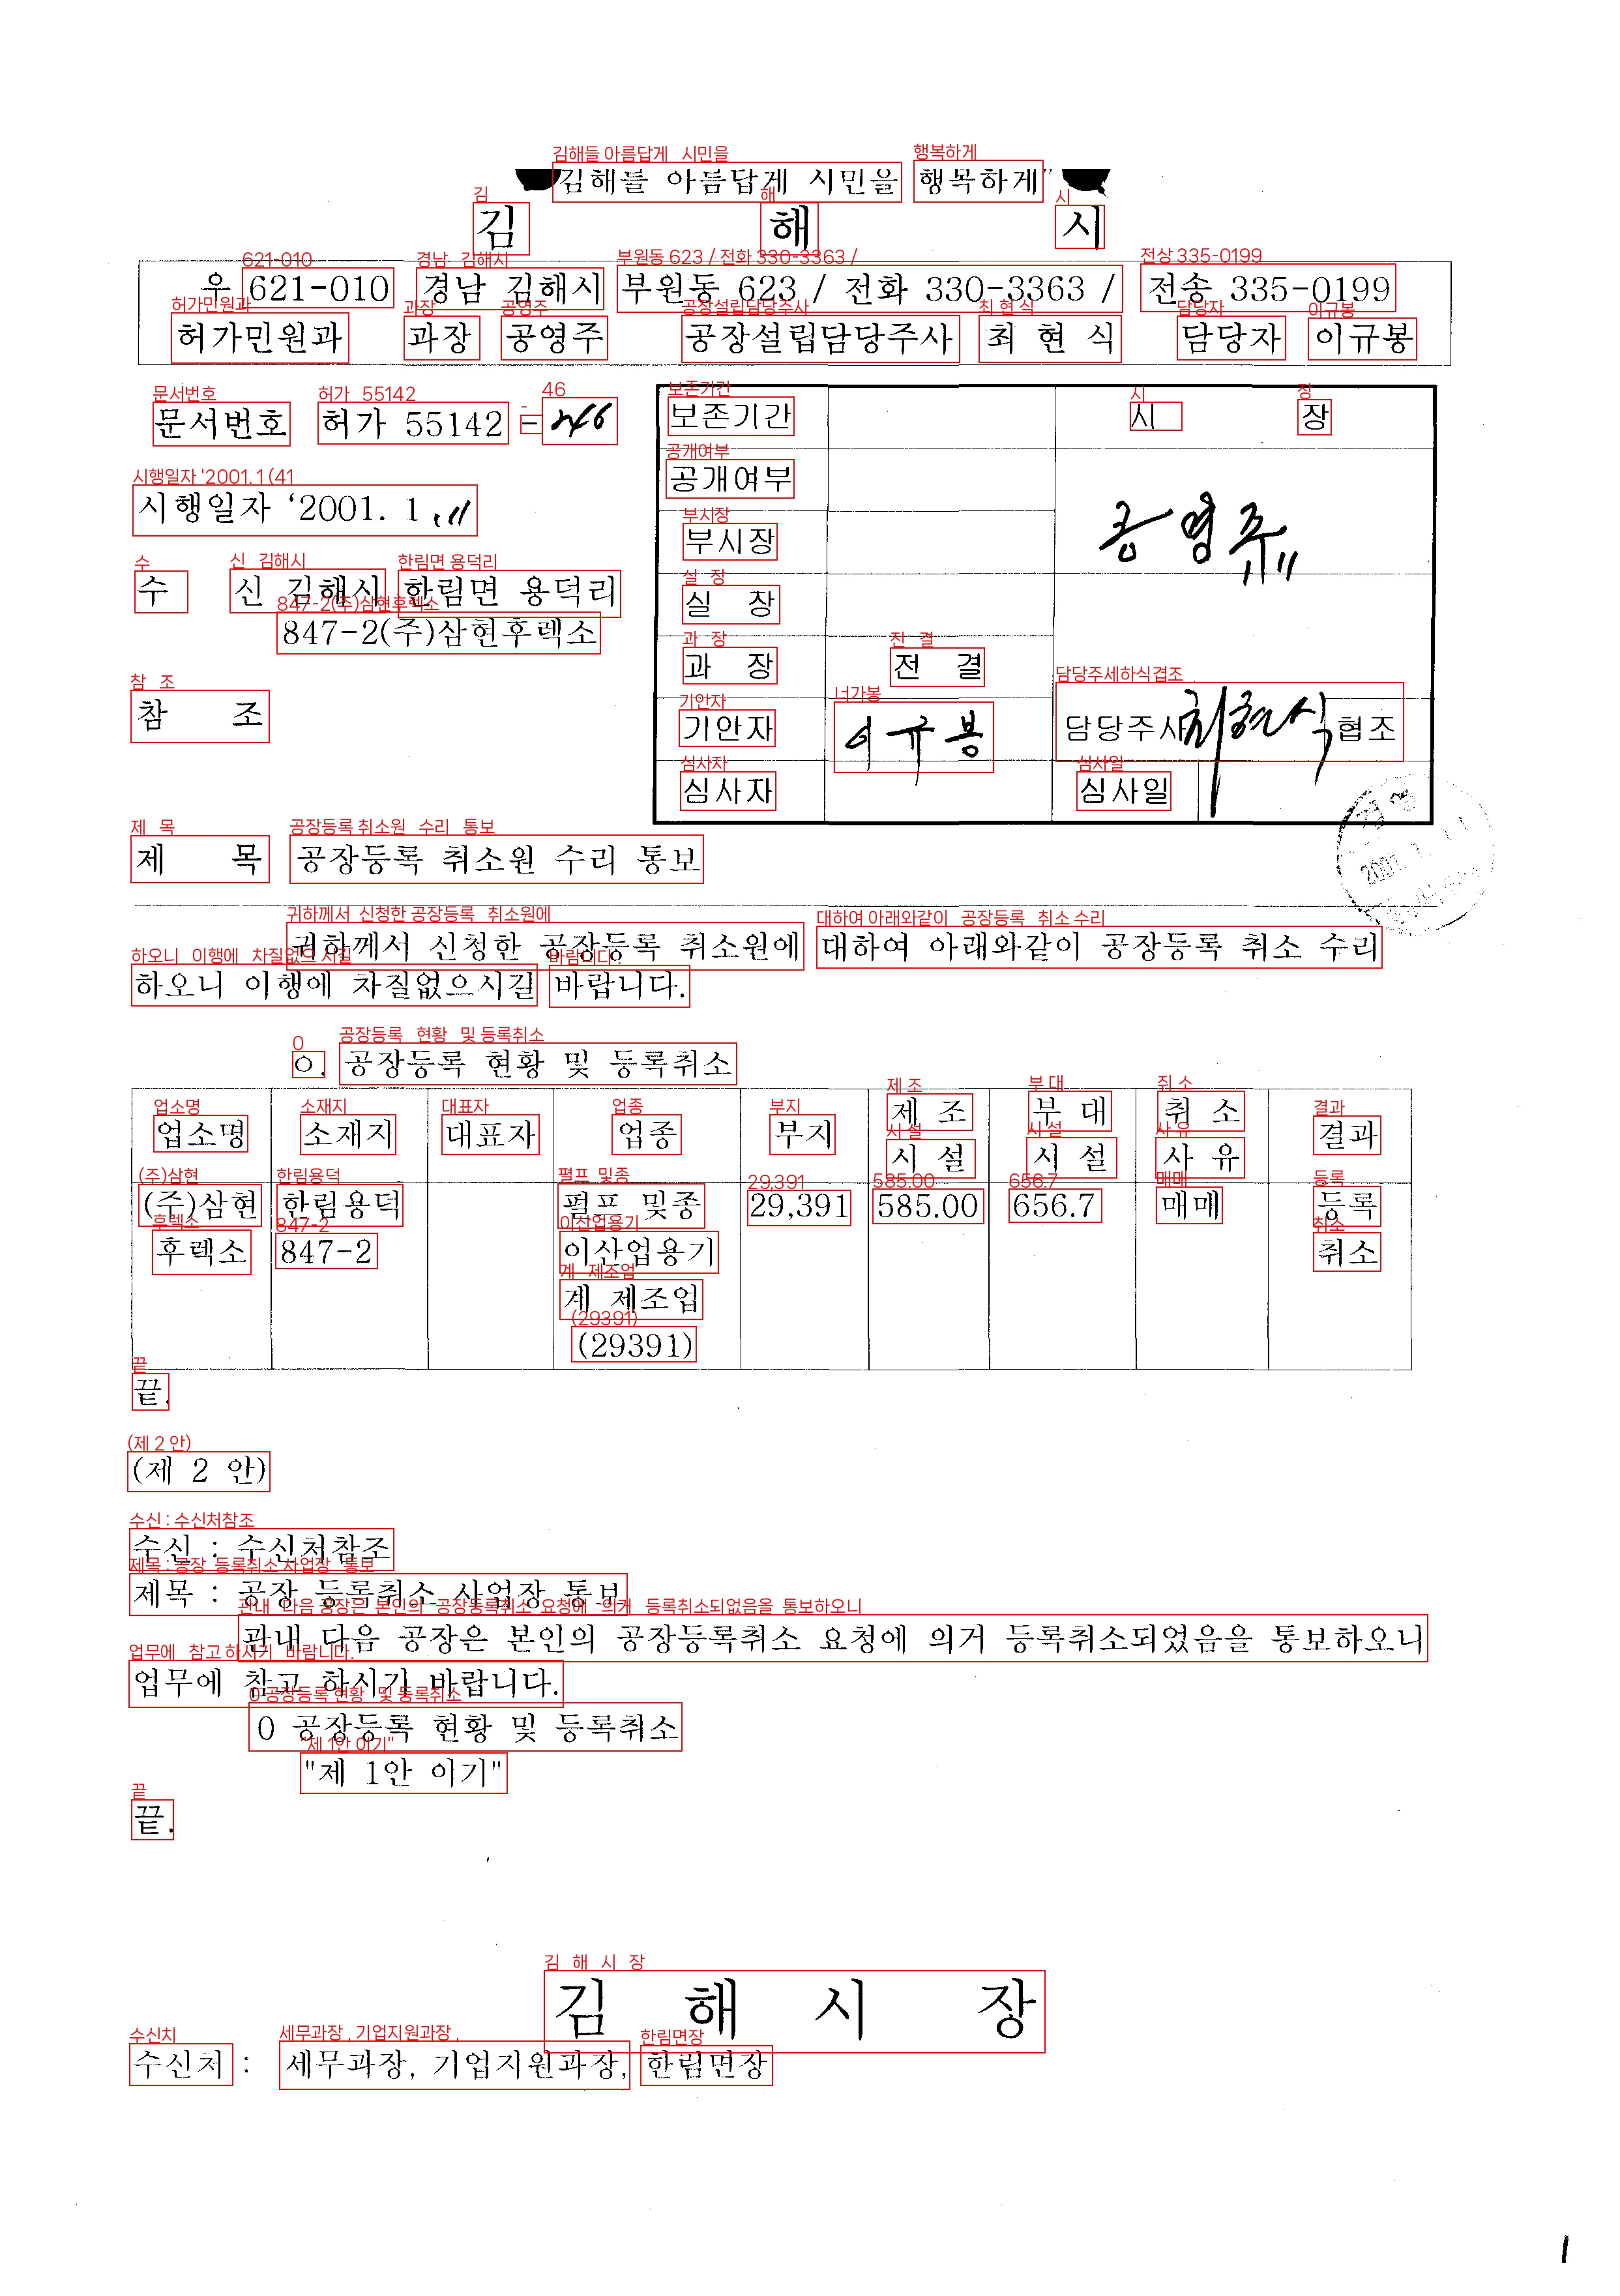 김해를 아름답게 시민을 행복하게"
김 해 시
우 621-010 경남 김해시 부원동 623 / 전화 330-3363 / 전송 335-0199
허가민원과 과장 공영주 공장설립담당주사 최 현 식 담당자 이규봉
문서번호 허가 55142 -
시행일자 '2001. 1. 11
수 신 김해시 한림면 용덕리
847-2(주)삼현후렉소
참 조
보존기간 시 장
공개여부
부시장 공영주
실 장
과 장 전 결
기안자 이규봉 담당주사 최현식 협조
심사자 심사일
2001. 1. 11
제 목 공장등록 취소원 수리 통보
귀하께서 신청한 공장등록 취소원에 대하여 아래와같이 공장등록 취소 수리
하오니 이행에 차질없으시길 바랍니다.
0. 공장등록 현황 및 등록취소
업소명 소재지 대표자 업종 부지 제 조 시 설 부 대 시 설 취 소 사 유 결과
(주)삼현 한림용덕 펄프 및종 29,391 585.00 656.7 매매 등록
후렉소 847-2 이산업용기 취소
계 제조업
(29391)
끝.
(제 2 안)
수신 : 수신처참조
제목 : 공장 등록취소 사업장 통보
관내 다음 공장은 본인의 공장등록취소 요청에 의거 등록취소되었음을 통보하오니
업무에 참고 하시기 바랍니다.
0 공장등록 현황 및 등록취소
"제 1안 이기"
끝.
김 해 시 장
수신처 : 세무과장, 기업지원과장, 한림면장
1